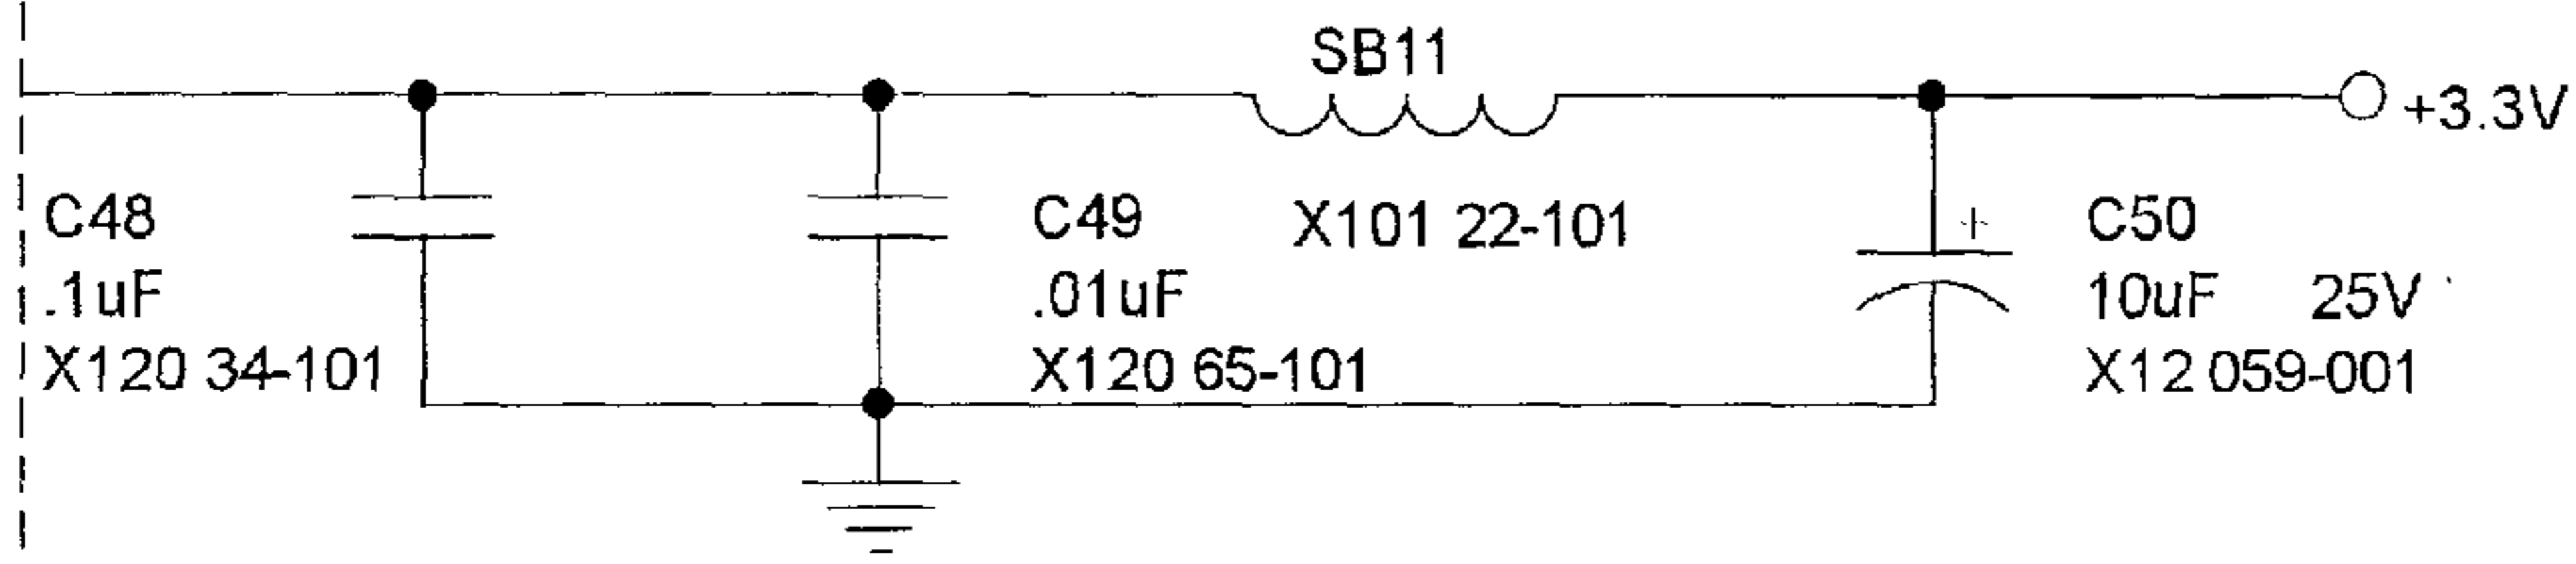 SB11
+3.3V
C48
.1uF
X120 34-101
C49
.01uF
X120 65-101
X101 22-101
+
C50
10uF 25V
X12 059-001